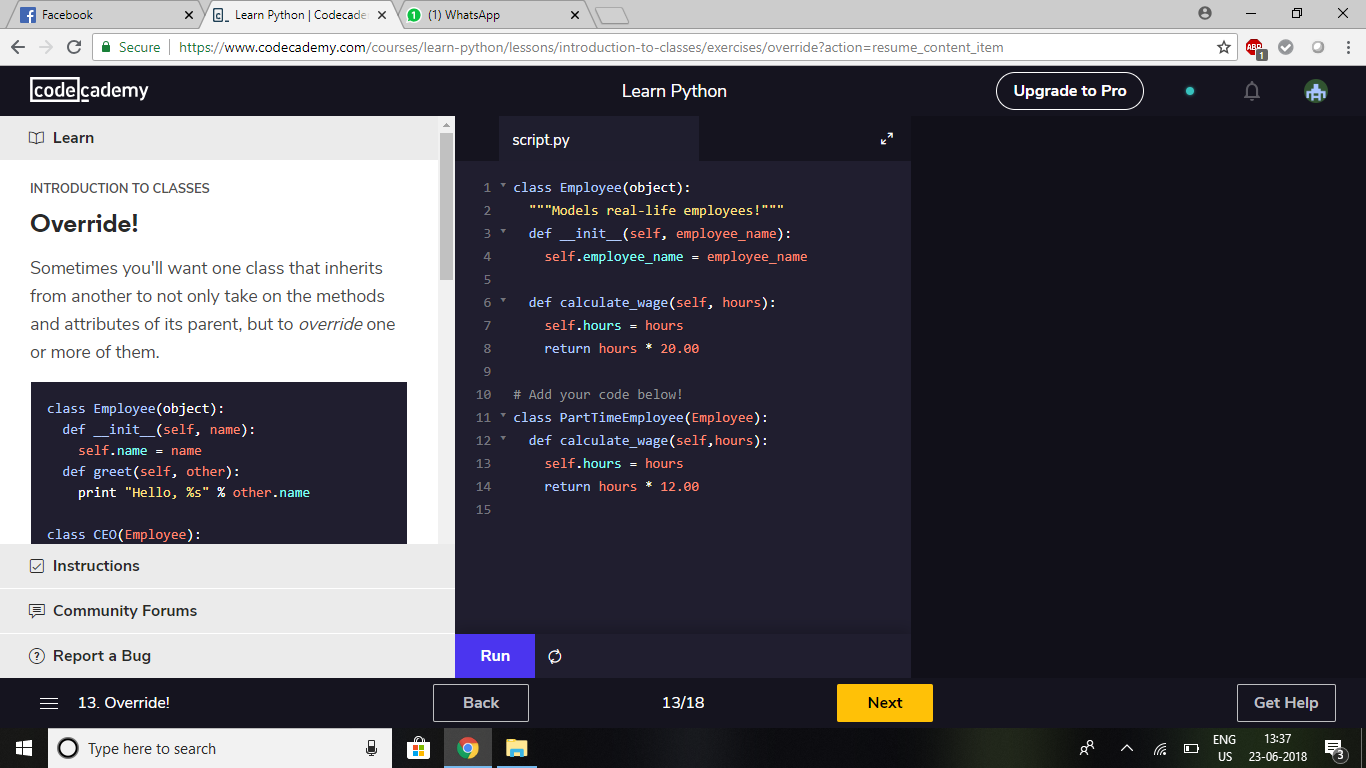 Facebook
Learn Python | Codecade
(1) WhatsApp
Secure
https://www.codecademy.com/courses/learn-python/lessons/introduction-to-classes/exercises/override?action=resume_content_item
ABP
1
codecademy
Learn Python
Upgrade to Pro
Learn
INTRODUCTION TO CLASSES
Override!
Sometimes you'll want one class that inherits
from another to not only take on the methods
and attributes of its parent, but to override one
or more of them.
class Employee(object):
  def __init__(self, name):
    self.name = name
  def greet(self, other):
    print "Hello, %s" % other.name
class CEO(Employee):
Instructions
Community Forums
Report a Bug
script.py
1 class Employee(object):
2   """Models real-life employees!"""
3   def __init__(self, employee_name):
4     self.employee_name = employee_name
5
6   def calculate_wage(self, hours):
7     self.hours = hours
8     return hours * 20.00
9
10 # Add your code below!
11 class PartTimeEmployee(Employee):
12   def calculate_wage(self,hours):
13     self.hours = hours
14     return hours * 12.00
15
Run
13. Override!
Back
13/18
Next
Get Help
Type here to search
ENG
US
13:37
23-06-2018
3